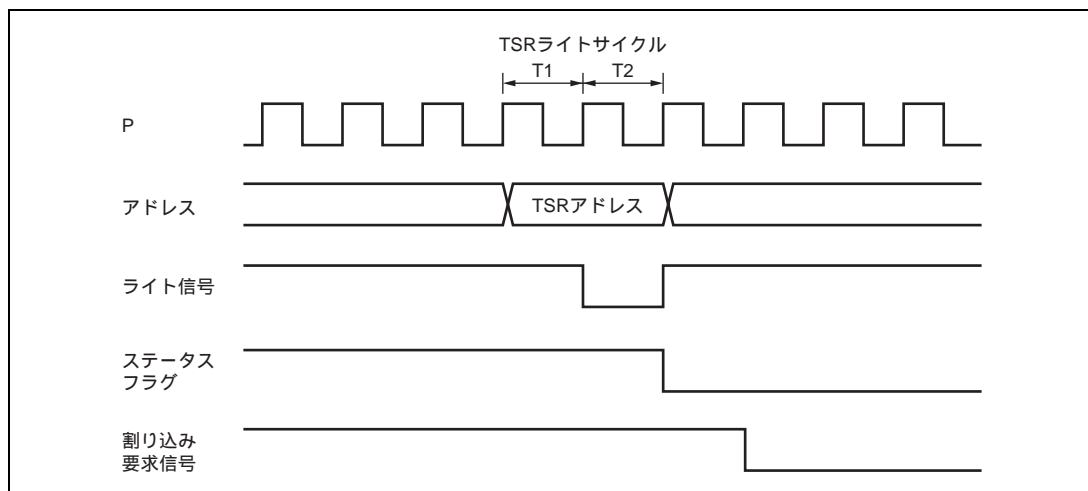 TSRライトサイクル
T1
T2
P
アドレス
TSRアドレス
ライト信号
ステータス
フラグ
割り込み
要求信号